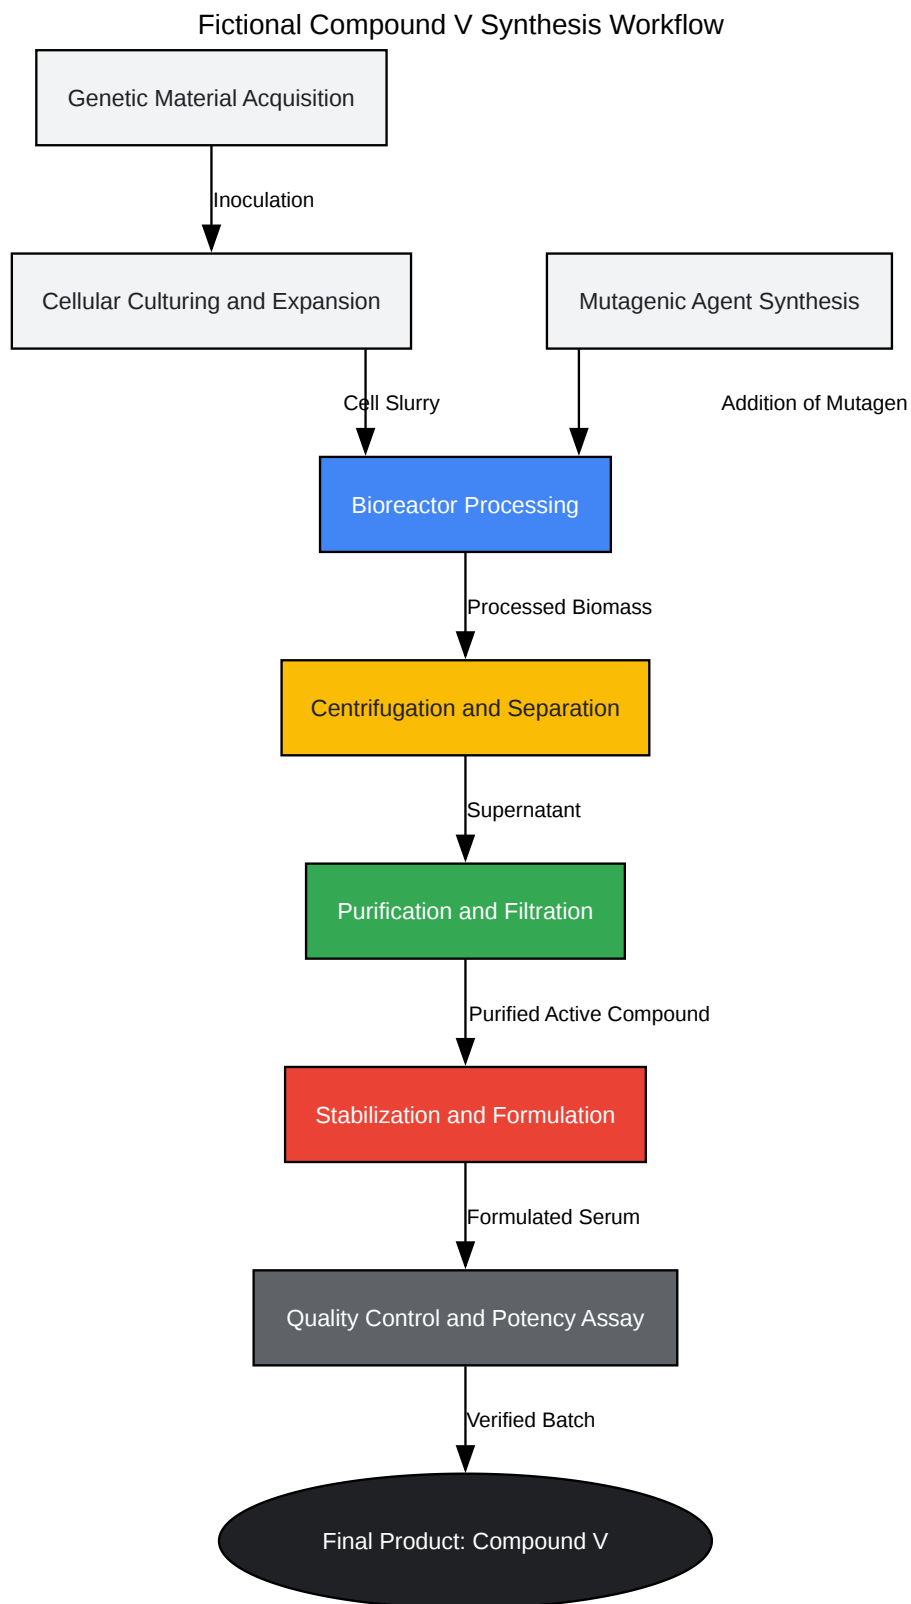 Fictional Compound V Synthesis Workflow
Genetic Material Acquisition
Inoculation
Cellular Culturing and Expansion
Mutagenic Agent Synthesis
Cell Slurry
Addition of Mutagen
Bioreactor Processing
Processed Biomass
Centrifugation and Separation
Supernatant
Purification and Filtration
Purified Active Compound
Stabilization and Formulation
Formulated Serum
Quality Control and Potency Assay
Verified Batch
Final Product: Compound V